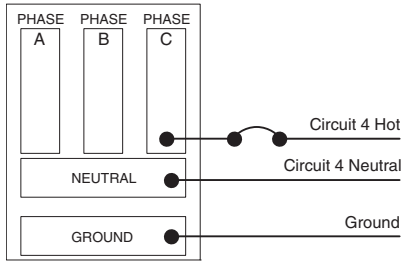 PHASE PHASE PHASE
A B C
Circuit 4 Hot
Circuit 4 Neutral
NEUTRAL
Ground
GROUND